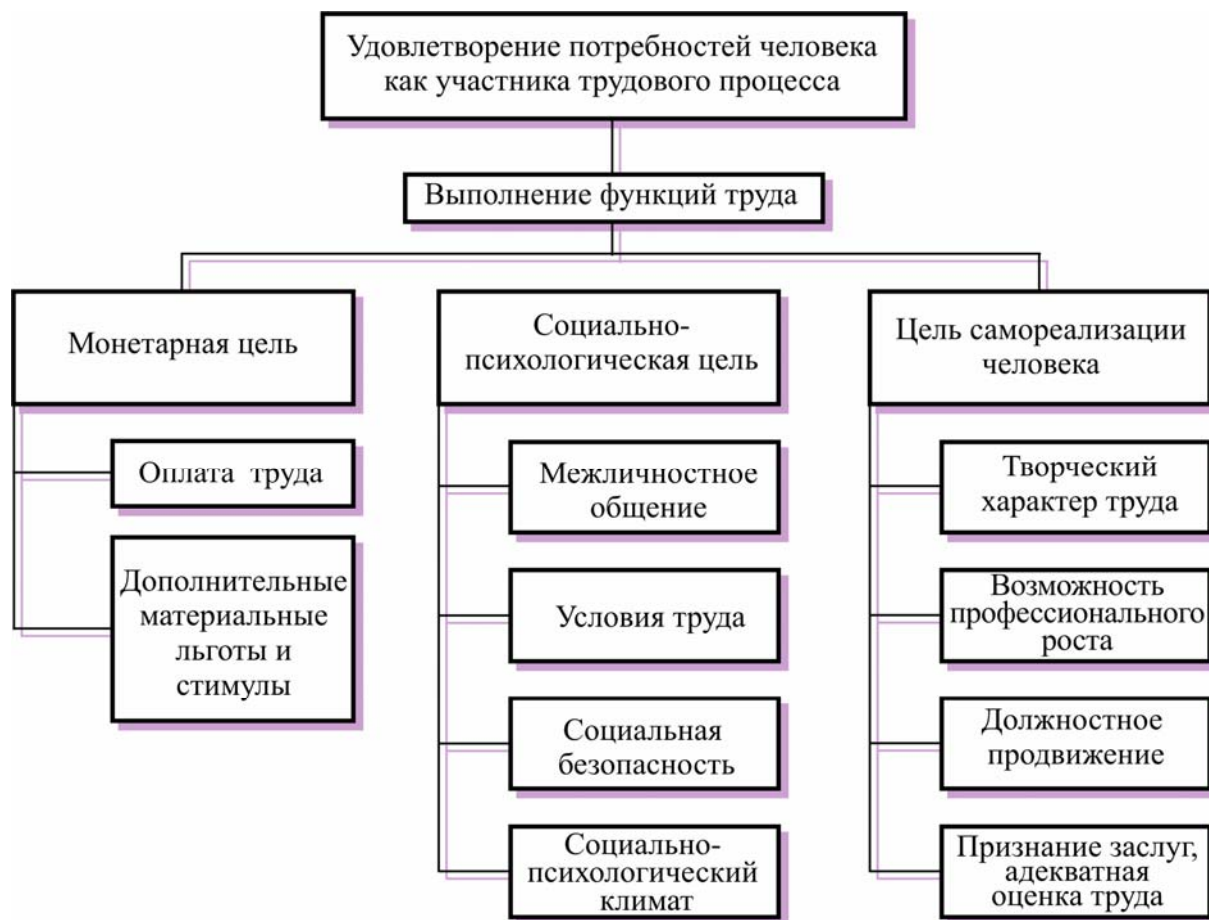 Удовлетворение потребностей человека
как участника трудового процесса
Выполнение функций труда
Монетарная цель
Оплата труда
Дополнительные
материальные
льготы и
стимулы
Социально-
психологическая цель
Межличностное
общение
Условия труда
Социальная
безопасность
Социально-
психологический
климат
Цель самореализации
человека
Творческий
характер труда
Возможность
профессионального
роста
Должностное
продвижение
Признание заслуг,
адекватная
оценка труда